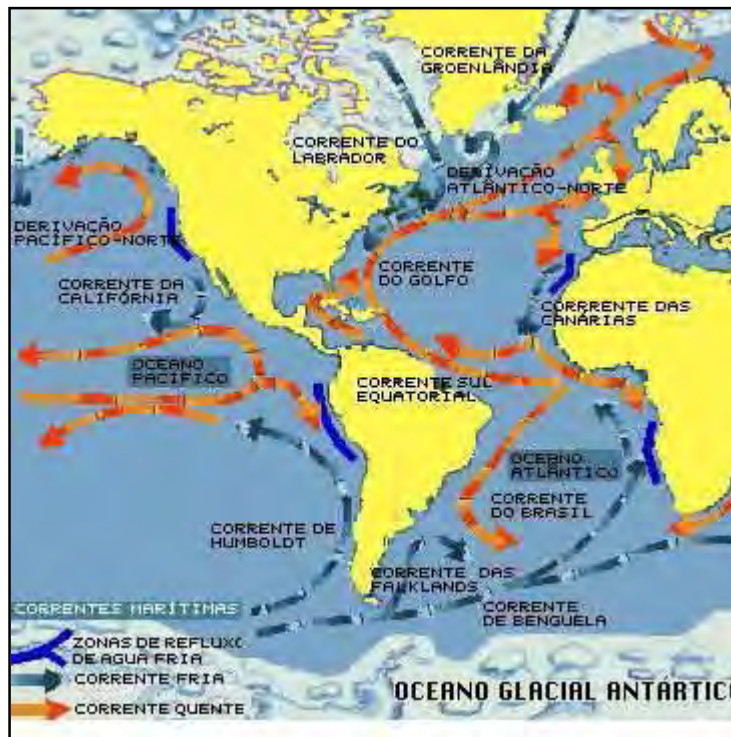 CORRENTE DA
GROENLÂNDIA
CORRENTE DO
LABRADOR
DERIVAÇÃO
ATLÂNTICO-NORTE
DERIVAÇÃO
PACÍFICO-NORTE
CORRENTE DA
CALIFÓRNIA
CORRENTE
DO GOLFO
CORRRENTE DAS
CANÁRIAS
OCEANO
PACÍFICO
CORRENTE SUL
EQUATORIAL
OCEANO
ATLÂNTICO
CORRENTE
DO BRASIL
CORRENTE DE
HUMBOLDT
CORRENTE DAS
FALKLANDS
CORRENTE
DE BENGUELA
CORRENTES MARÍTIMAS
ZONAS DE REFLUXO
DE AGUA FRIA
CORRENTE FRIA
CORRENTE QUENTE
OCEANO GLACIAL ANTÁRTICO